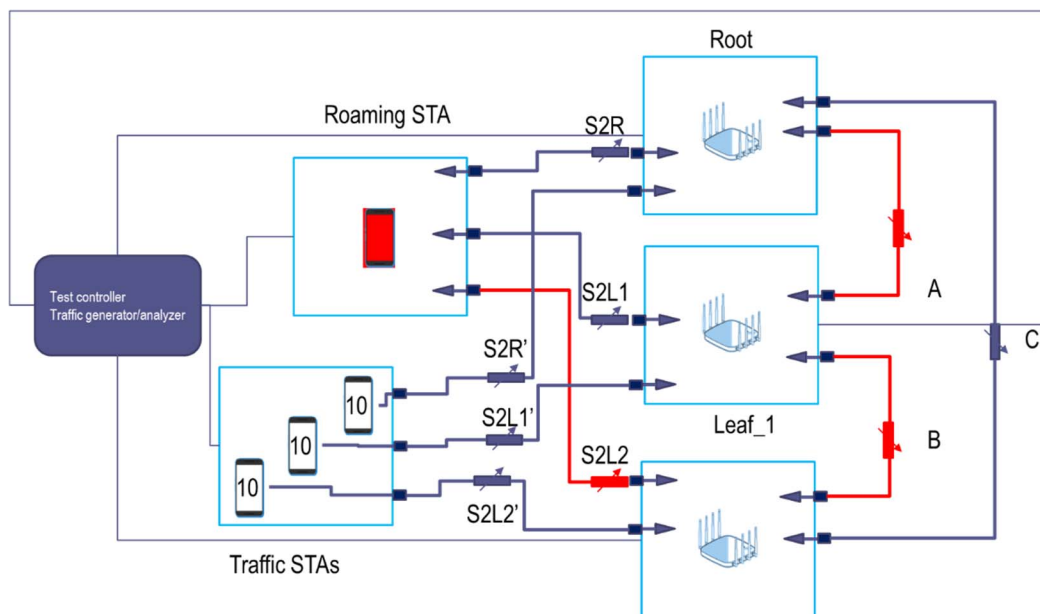 Root
Roaming STA
S2R
Test controller
Traffic generator/analyzer
A
S2L1
C
S2R’
10
S2L1’
Leaf_1
10
B
S2L2
10
S2L2’
Traffic STAs